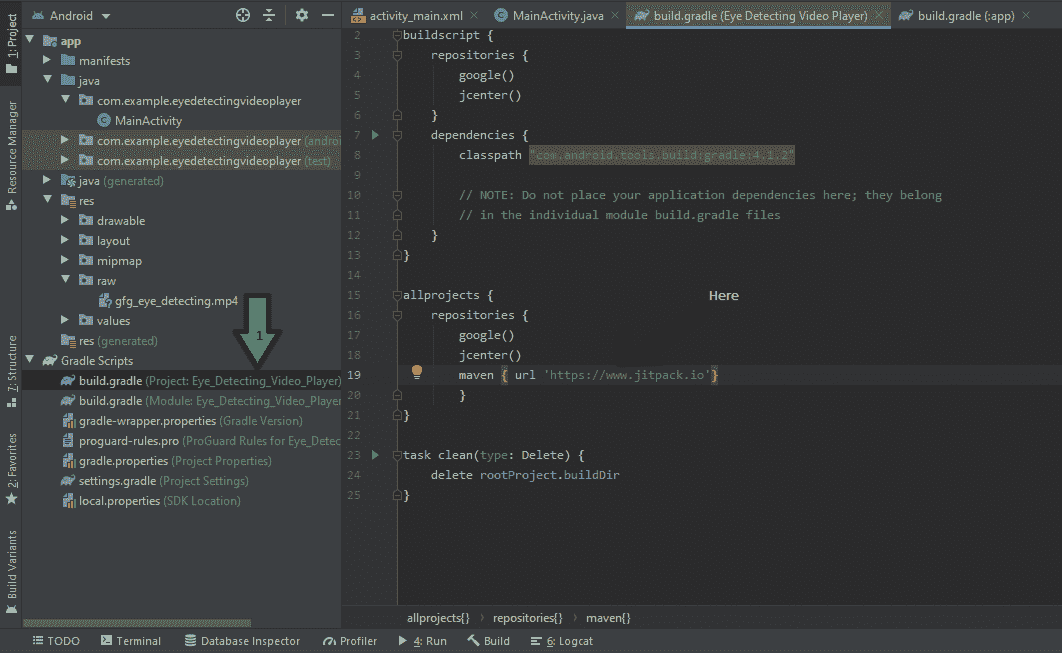 Android
activity_main.xml
MainActivity.java
build.gradle (Eye Detecting Video Player)
build.gradle (:app)
1: Project
Resource Manager
7: Structure
2: Favorites
Build Variants
app
manifests
java
com.example.eyedetectingvideoplayer
MainActivity
com.example.eyedetectingvideoplayer (andro
com.example.eyedetectingvideoplayer (test)
java (generated)
res
drawable
layout
mipmap
raw
gfg_eye_detecting.mp4
values
res (generated)
1
Gradle Scripts
build.gradle (Project: Eye_Detecting_Video_Player)
build.gradle (Module: Eye_Detecting_Video_Player
gradle-wrapper.properties (Gradle Version)
proguard-rules.pro (ProGuard Rules for Eye_Detec
gradle.properties (Project Properties)
settings.gradle (Project Settings)
local.properties (SDK Location)
2 buildscript {
3 repositories {
4 google()
5 jcenter()
6 }
7 dependencies {
8 classpath "com.android.tools.build:gradle:4.1.2"
9
10 // NOTE: Do not place your application dependencies here; they belong
11 // in the individual module build.gradle files
12 }
13 }
14
15 allprojects {
Here
16 repositories {
17 google()
18 jcenter()
19 maven { url 'https://www.jitpack.io'}
20 }
21 }
22
23 task clean(type: Delete) {
24 delete rootProject.buildDir
25 }
allprojects{} › repositories{} › maven{}
TODO
Terminal
Database Inspector
Profiler
4: Run
Build
6: Logcat